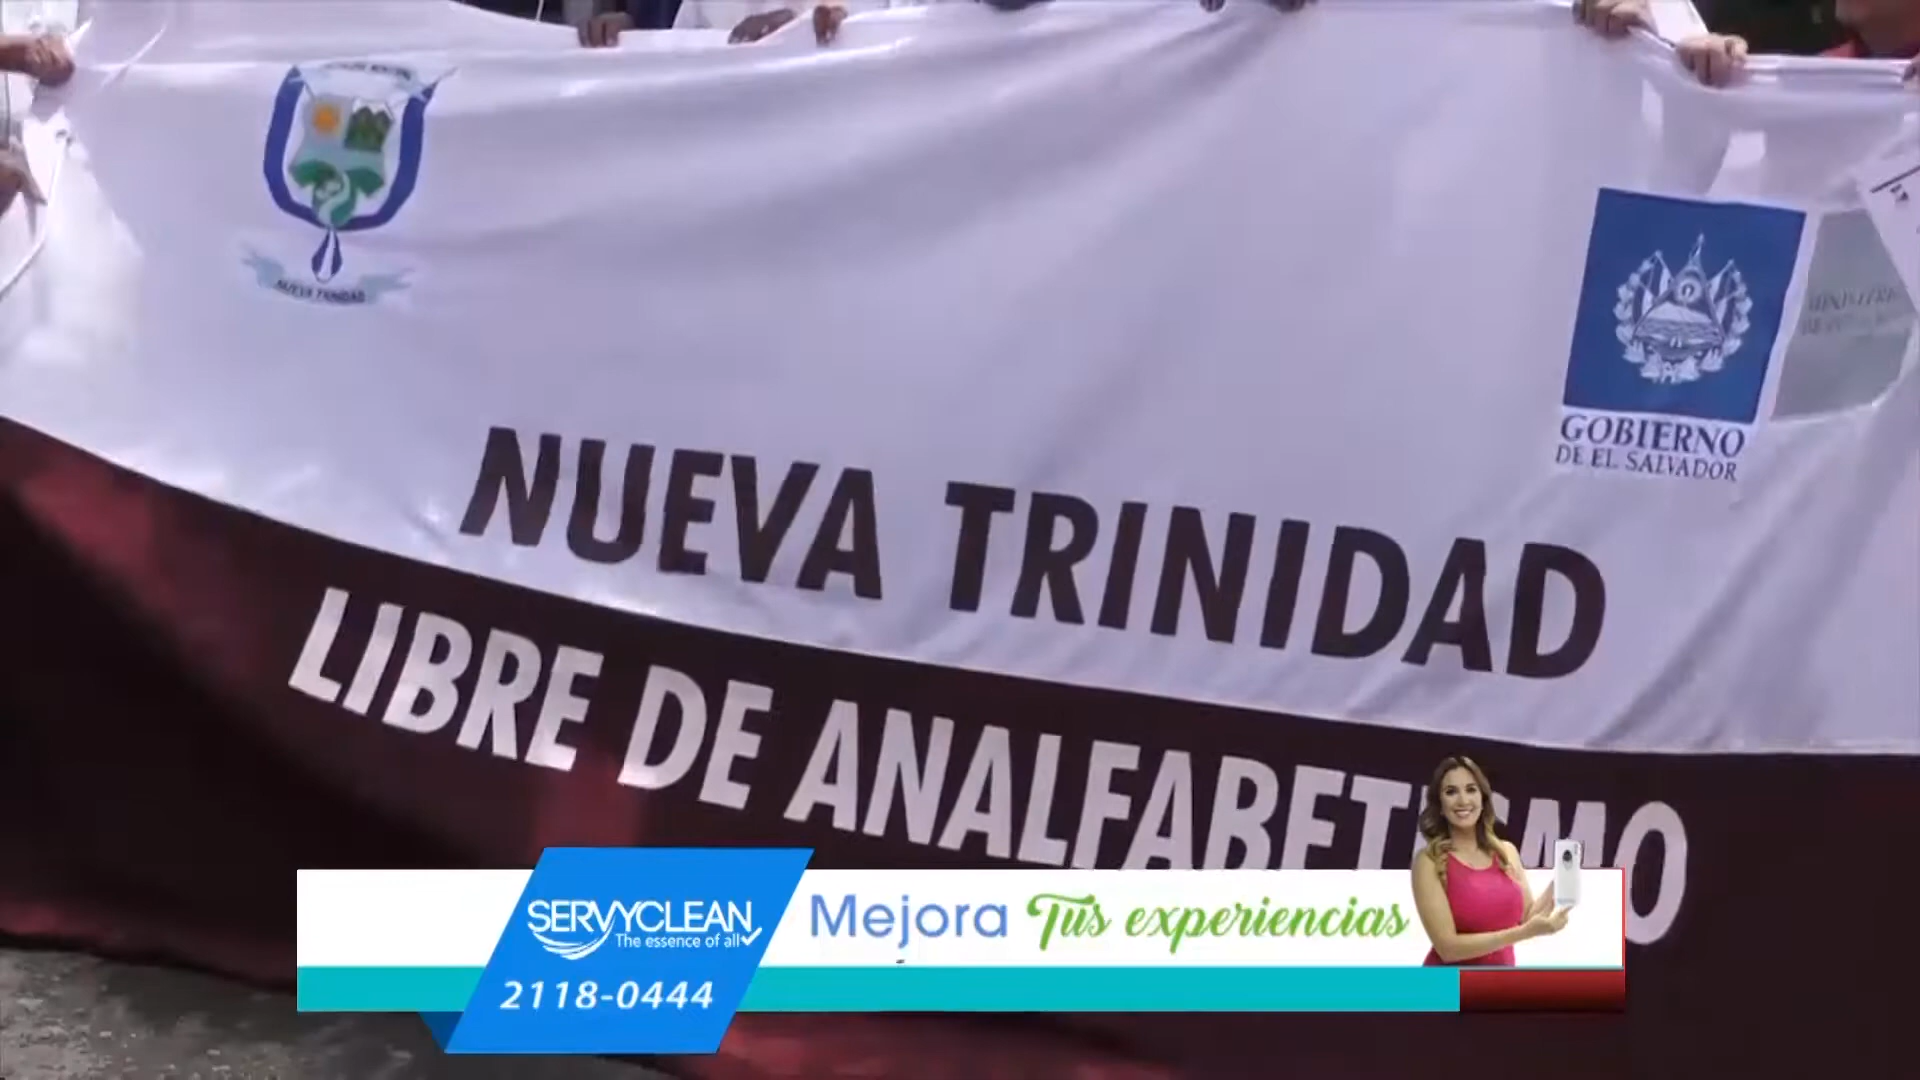 NUEVA TRINIDAD
GOBIERNO
DE EL SALVADOR
NUEVA TRINIDAD
LIBRE DE ANALFABETISMO
SERVYCLEAN
The essence of all
2118-0444
Mejora Tus experiencias